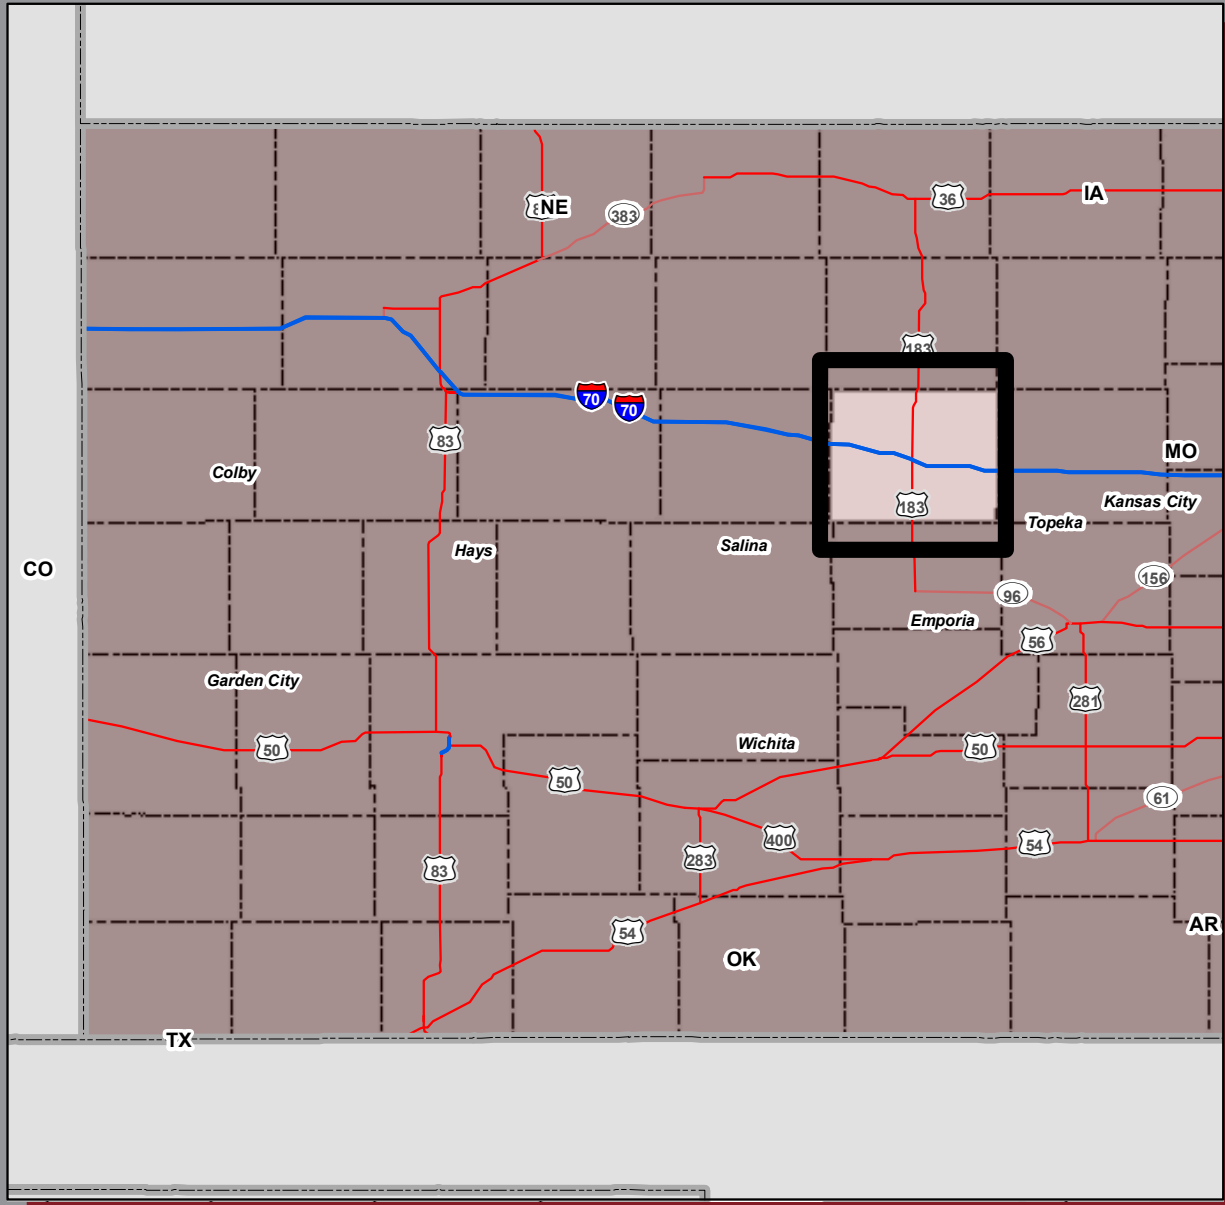 NE
383
36
IA
183
70
70
83
MO
Colby
Kansas City
183
Topeka
Salina
Hays
CO
156
96
Emporia
56
Garden City
281
Wichita
50
50
50
61
400
54
283
83
AR
54
OK
TX